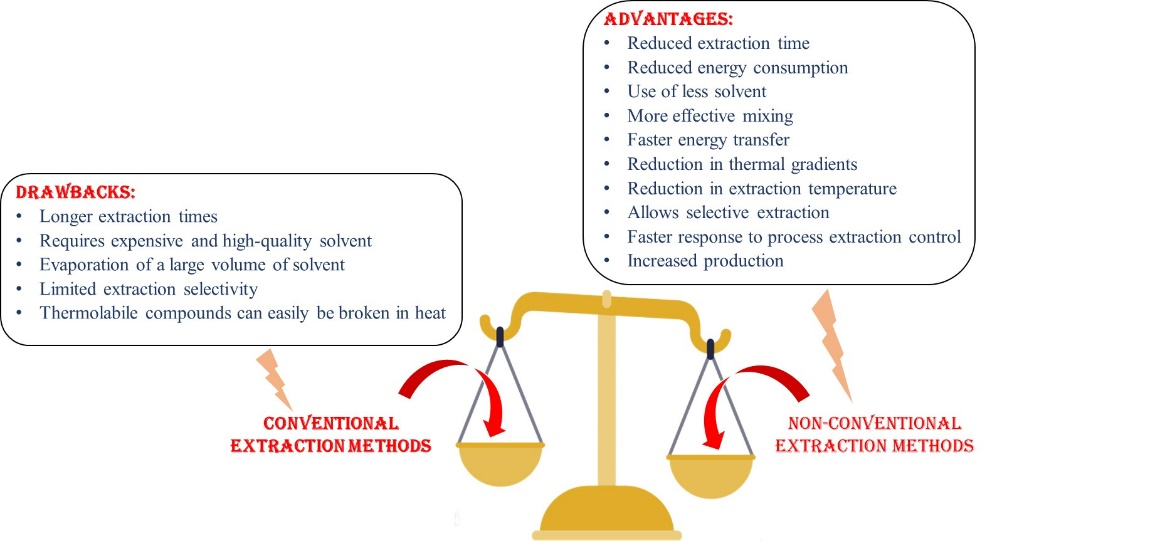 ADVANTAGES:
• Reduced extraction time
• Reduced energy consumption
• Use of less solvent
• More effective mixing
• Faster energy transfer
• Reduction in thermal gradients
• Reduction in extraction temperature
• Allows selective extraction
• Faster response to process extraction control
• Increased production
DRAWBACKS:
• Longer extraction times
• Requires expensive and high-quality solvent
• Evaporation of a large volume of solvent
• Limited extraction selectivity
• Thermolabile compounds can easily be broken in heat
CONVENTIONAL
EXTRACTION METHODS
NON-CONVENTIONAL
EXTRACTION METHODS